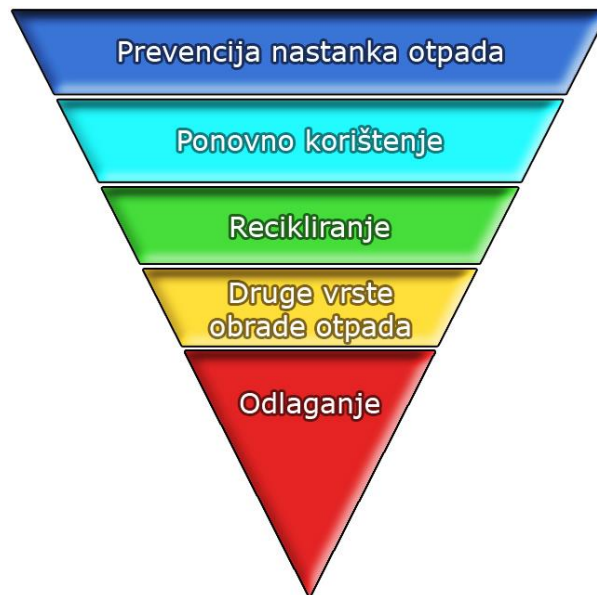 Prevencija nastanka otpada
Ponovno korištenje
Recikliranje
Druge vrste
obrade otpada
Odlaganje